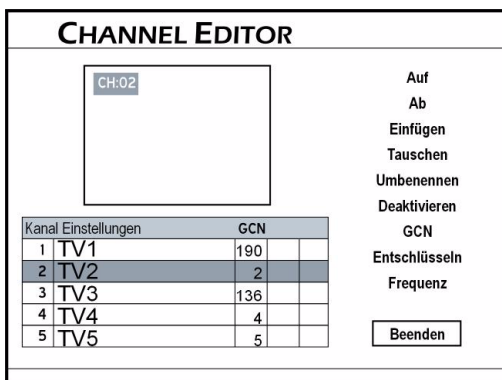 CHANNEL EDITOR
CH:02
Kanal Einstellungen GCN
1 TV1 190
2 TV2 2
3 TV3 136
4 TV4 4
5 TV5 5
Auf
Ab
Einfügen
Tauschen
Umbenennen
Deaktivieren
GCN
Entschlüsseln
Frequenz
Beenden